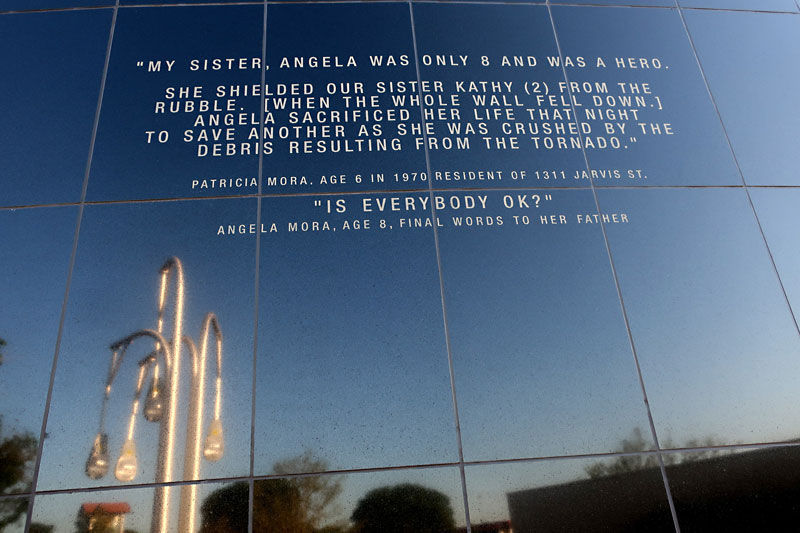 "MY SISTER, ANGELA WAS ONLY 8 AND WAS A HERO.
SHE SHIELDED OUR SISTER KATHY (2) FROM THE
RUBBLE. [WHEN THE WHOLE WALL FELL DOWN.]
ANGELA SACRIFICED HER LIFE THAT NIGHT
TO SAVE ANOTHER AS SHE WAS CRUSHED BY THE
DEBRIS RESULTING FROM THE TORNADO."
PATRICIA MORA. AGE 6 IN 1970 RESIDENT OF 1311 JARVIS ST.
"IS EVERYBODY OK?"
ANGELA MORA, AGE 8, FINAL WORDS TO HER FATHER